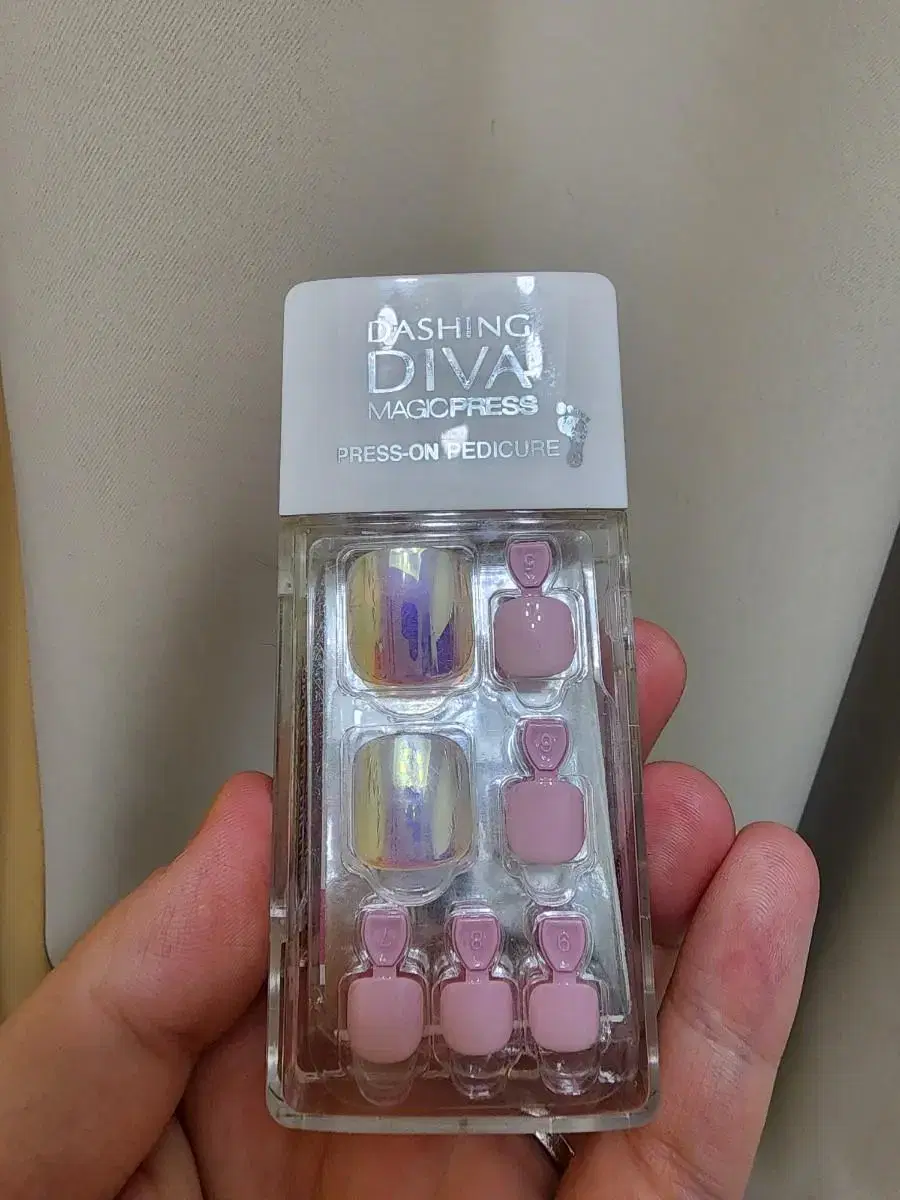 DASHING
DIVA
MAGICPRESS
PRESS-ON PEDICURE
5
6
7 8 9